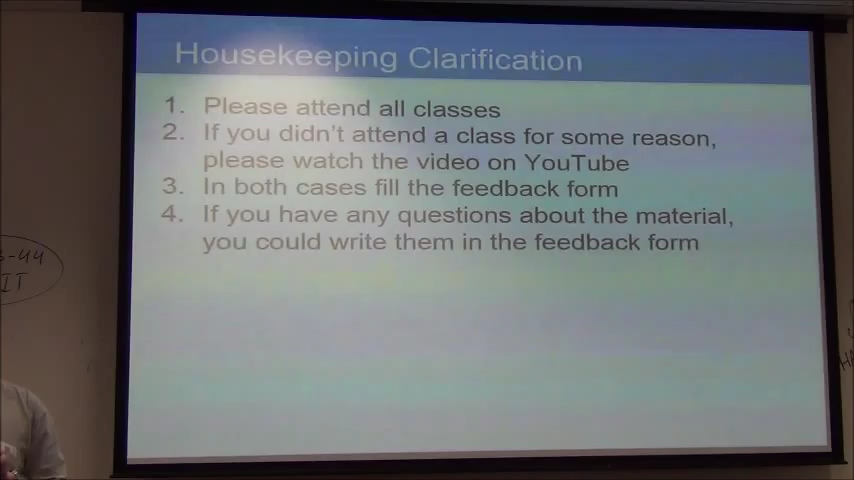 Housekeeping Clarification
1. Please attend all classes
2. If you didn't attend a class for some reason,
please watch the video on YouTube
3. In both cases fill the feedback form
4. If you have any questions about the material,
you could write them in the feedback form
-44
IT